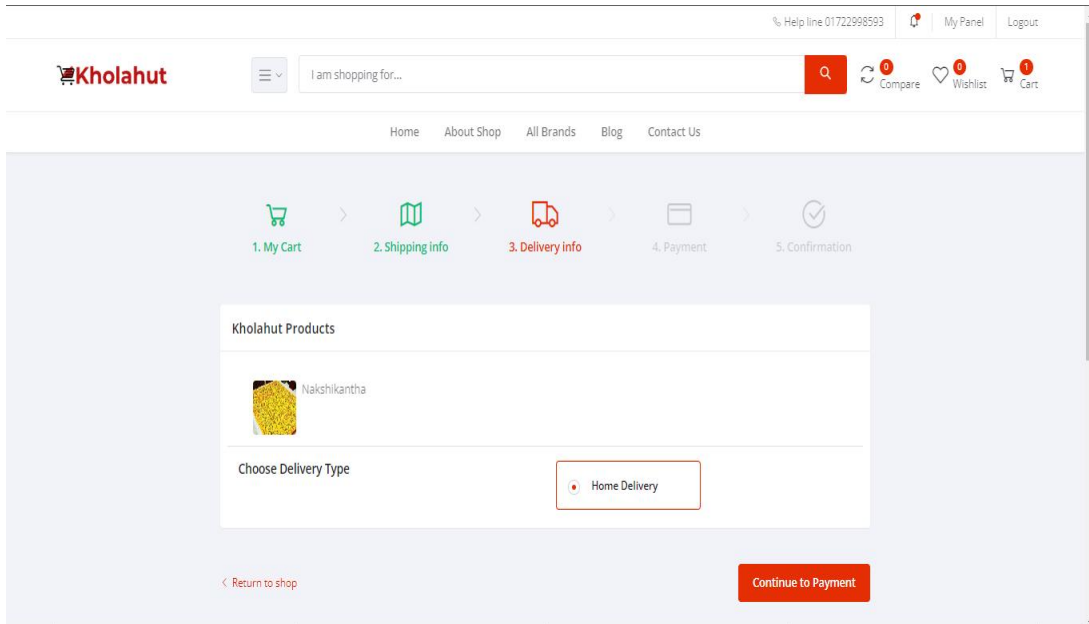 Help line 01722998593 My Panel Logout
Kholahut
I am shopping for...
0 Compare 0 Wishlist 1 Cart
Home About Shop All Brands Blog Contact Us
1. My Cart 2. Shipping info 3. Delivery info 4. Payment 5. Confirmation
Kholahut Products
Nakshikantha
Choose Delivery Type
Home Delivery
Return to shop
Continue to Payment